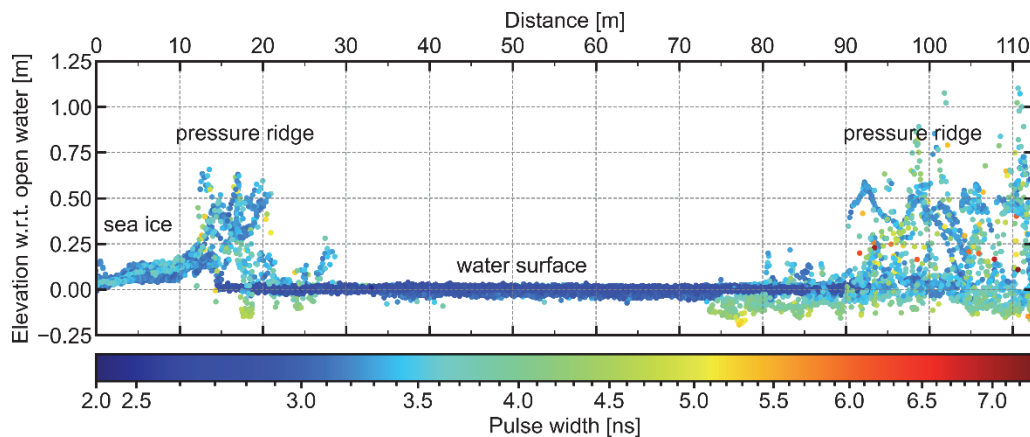 Distance [m]
0 10 20 30 40 50 60 70 80 90 100 110
Elevation w.r.t. open water [m]
1.25
1.00
0.75
0.50
0.25
0.00
−0.25
pressure ridge pressure ridge
sea ice
water surface
2.0 2.5 3.0 3.5 4.0 4.5 5.0 5.5 6.0 6.5 7.0
Pulse width [ns]